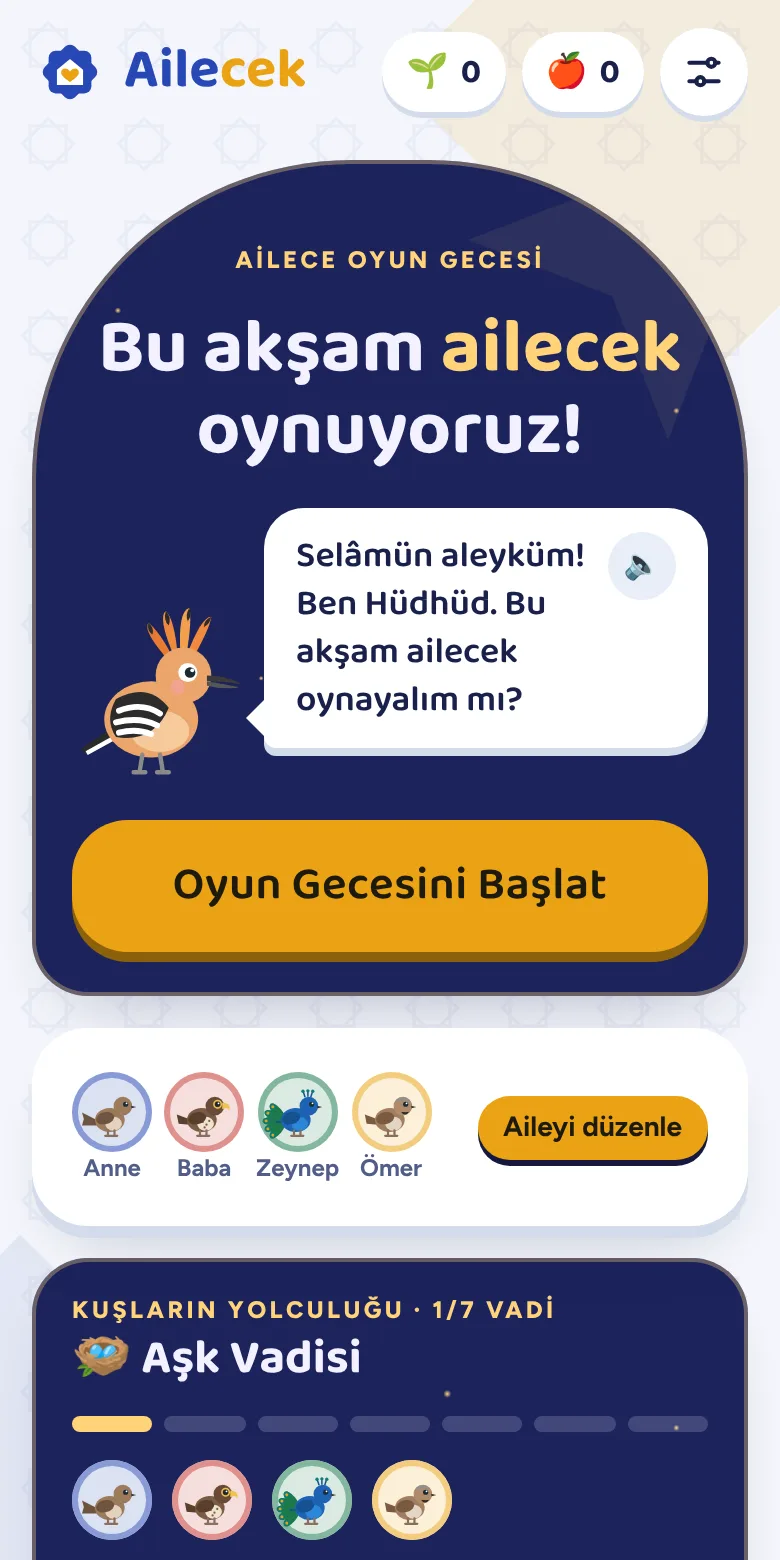 Ailecek
0
0
AİLECE OYUN GECESİ
Bu akşam ailecek
oynuyoruz!
Selâmün aleyküm!
Ben Hüdhüd. Bu
akşam ailecek
oynayalım mı?
Oyun Gecesini Başlat
Anne Baba Zeynep Ömer
Aileyi düzenle
KUŞLARIN YOLCULUĞU · 1/7 VADİ
Aşk Vadisi